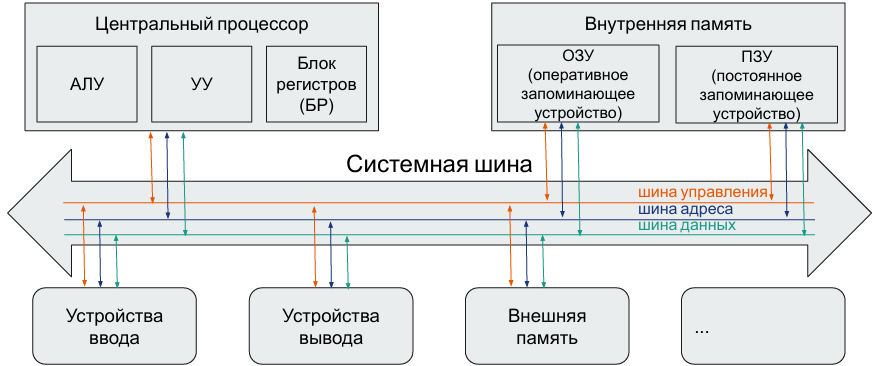 Центральный процессор
АЛУ
УУ
Блок
регистров
(БР)
Внутренняя память
ОЗУ
(оперативное
запоминающее
устройство)
ПЗУ
(постоянное
запоминающее
устройство)
Системная шина
шина управления
шина адреса
шина данных
Устройства
ввода
Устройства
вывода
Внешняя
память
...